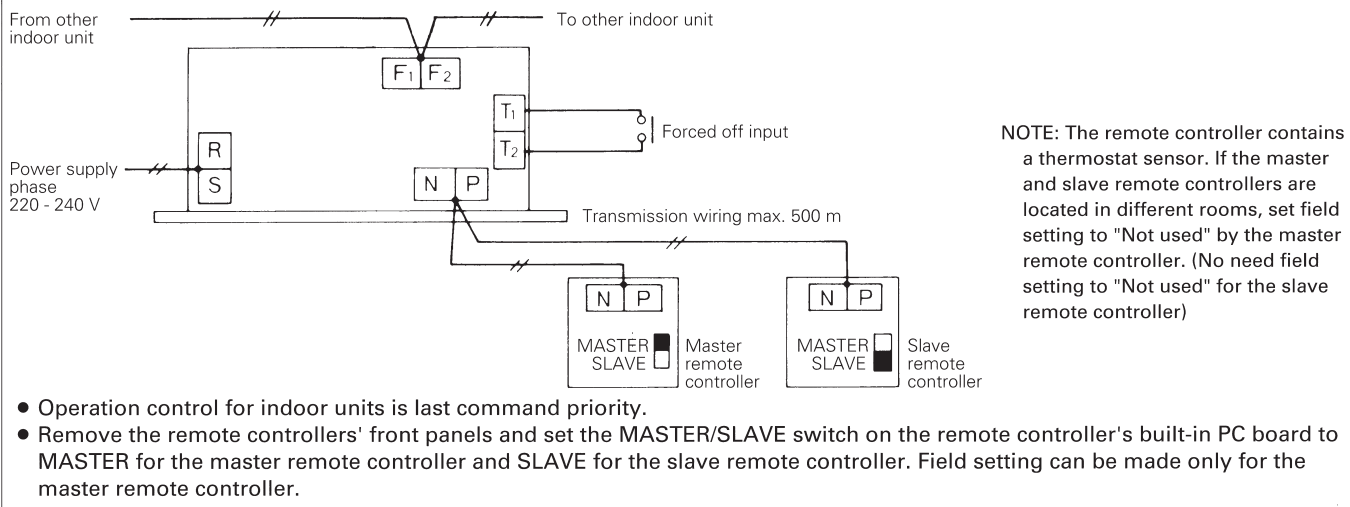 From other
indoor unit
To other indoor unit
F1 F2
T1
T2
Forced off input
R
S
Power supply
phase
220 - 240 V
N P
Transmission wiring max. 500 m
N P
MASTER
SLAVE
Master
remote
controller
N P
MASTER
SLAVE
Slave
remote
controller
NOTE: The remote controller contains
a thermostat sensor. If the master
and slave remote controllers are
located in different rooms, set field
setting to "Not used" by the master
remote controller. (No need field
setting to "Not used" for the slave
remote controller)
● Operation control for indoor units is last command priority.
● Remove the remote controllers' front panels and set the MASTER/SLAVE switch on the remote controller's built-in PC board to
MASTER for the master remote controller and SLAVE for the slave remote controller. Field setting can be made only for the
master remote controller.